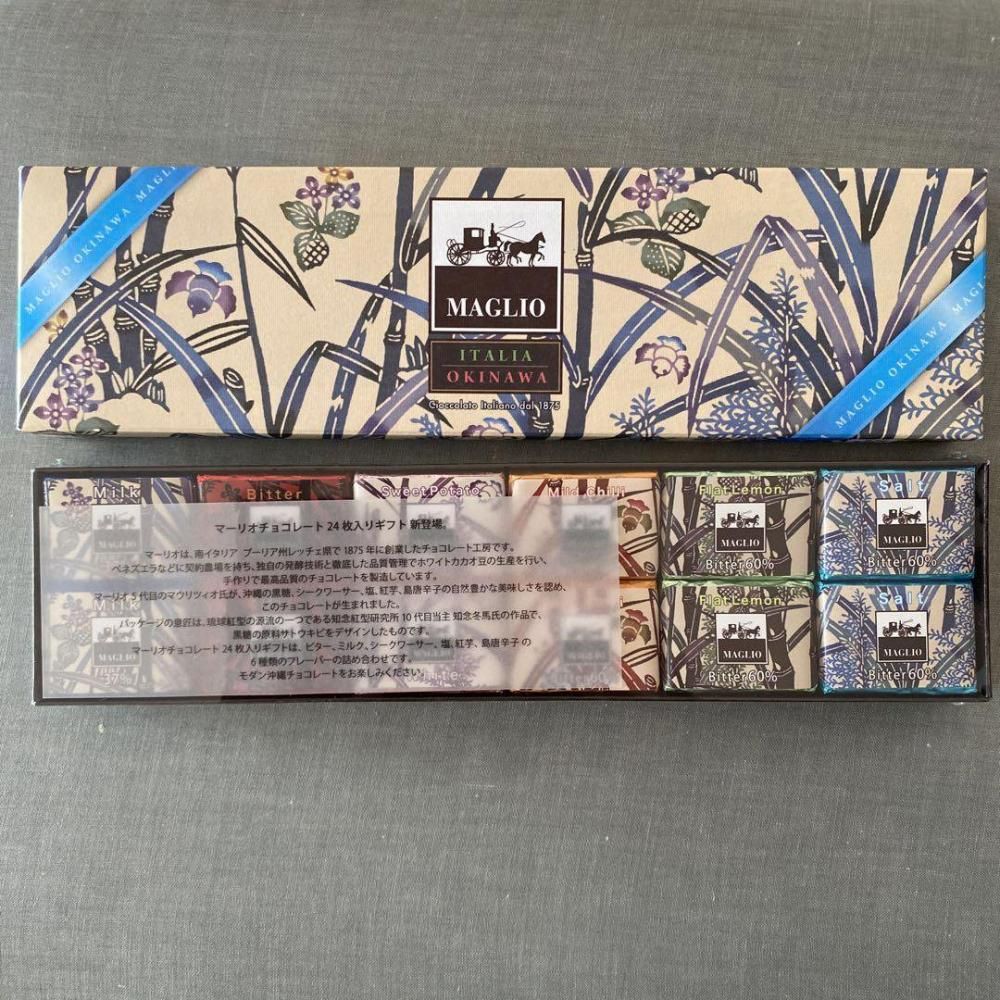 MAGLIO OKINAWA MAGLI
MAGLIO
ITALIA
OKINAWA
Cioccolato Italiano dal 1875
MAGLIO OKINAWA MAGLI
Milk
Bitter
Sweet Potato
Mild Chili
Flat Lemon
Salt
マーリオチョコレート 24 枚入りギフト 新登場。
マーリオは、南イタリア プーリア州レッチェ県で 1875 年に創業したチョコレート工房です。
ベネズエラなどに契約農場を持ち、独自の発酵技術と徹底した品質管理でホワイトカカオ豆の生産を行い、
手作りで最高品質のチョコレートを製造しています。
マーリオ 5 代目のマウリツィオ氏が、沖縄の黒糖、シークワーサー、塩、紅芋、島唐辛子の自然豊かな美味しさを認め、
このチョコレートが生まれました。
パッケージの意匠は、琉球紅型の源流の一つである知念紅型研究所 10 代目当主 知念冬馬氏の作品で、
黒糖の原料サトウキビをデザインしたものです。
マーリオチョコレート 24 枚入りギフトは、ビター、ミルク、シークワーサー、塩、紅芋、島唐辛子 の
6 種類のフレーバーの詰め合わせです。
モダン沖縄チョコレートをお楽しみください。
MAGLIO
Bitter 60%
MAGLIO
Bitter 60%
Milk
37%
White
Bitter 60%
Flat Lemon
MAGLIO
Bitter 60%
Salt
MAGLIO
Bitter 60%